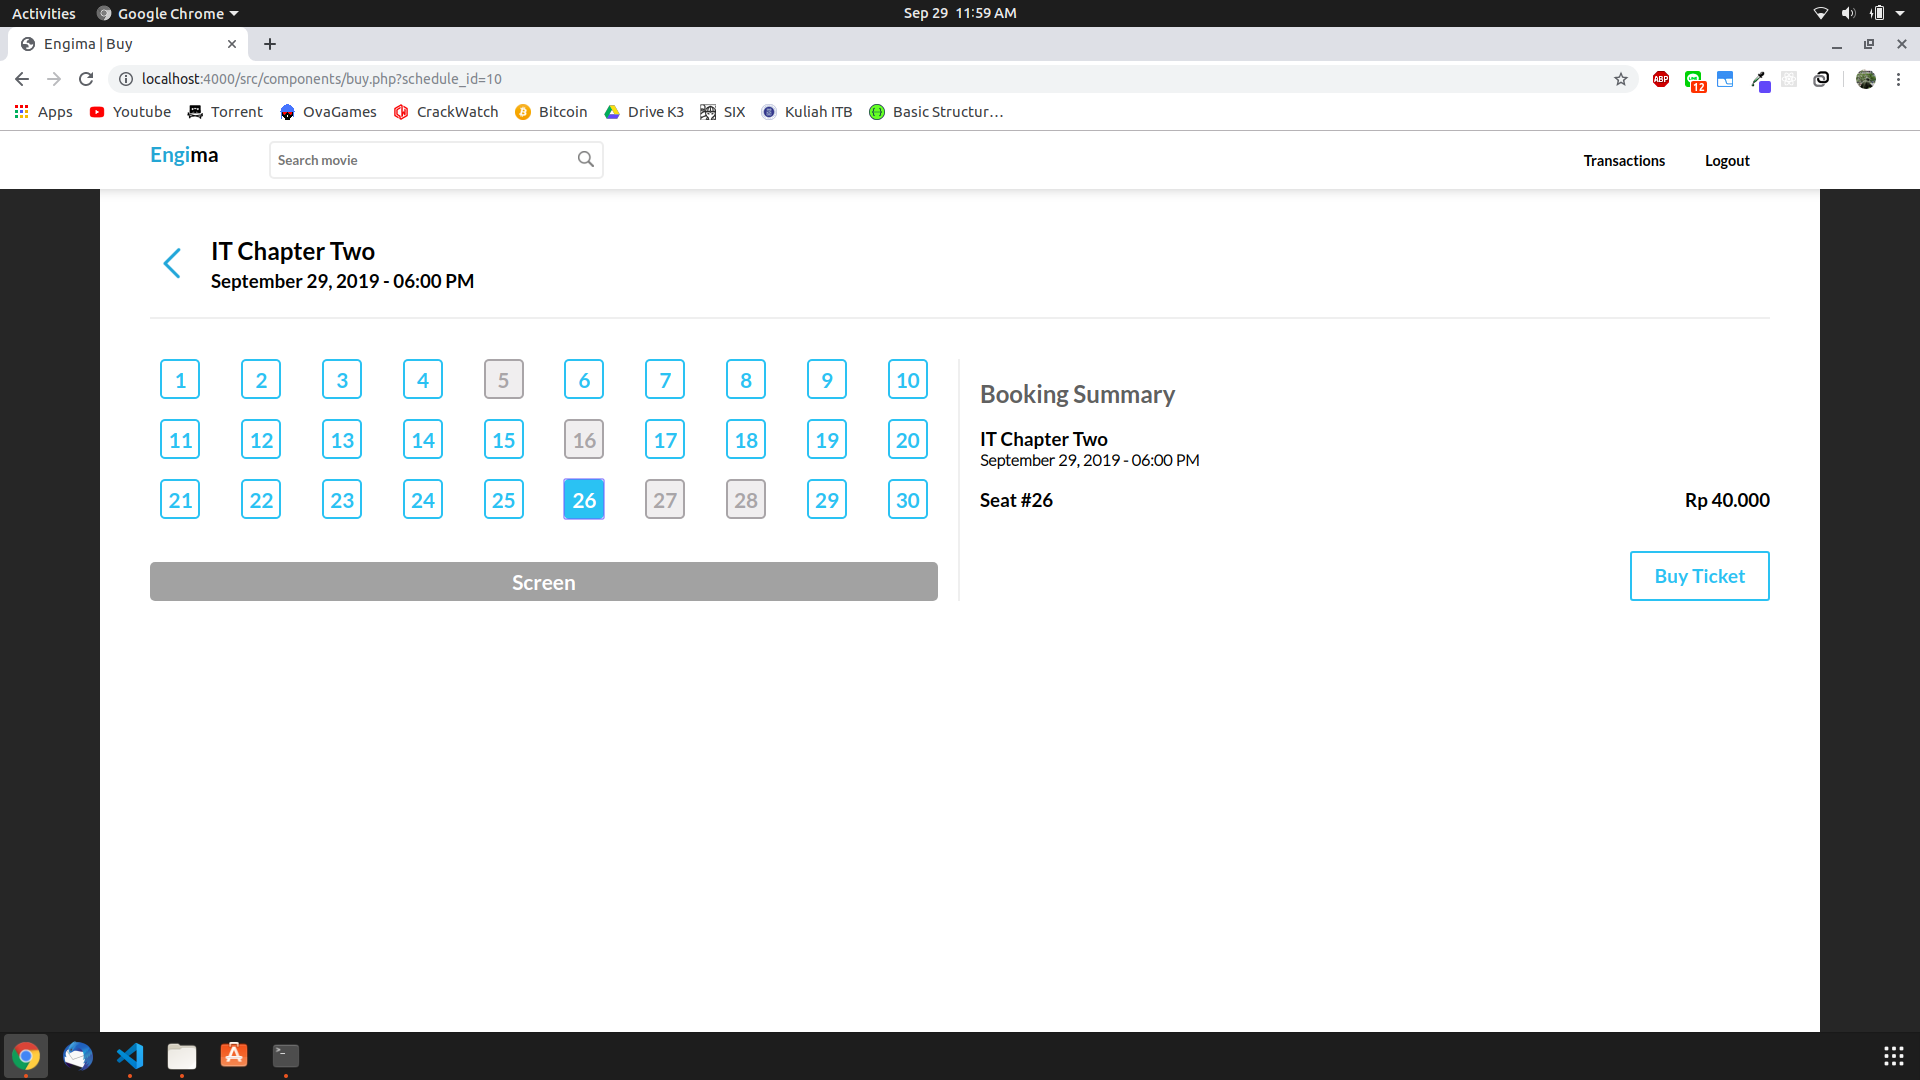 Activities Google Chrome Sep 29 11:59 AM
Engima | Buy
localhost:4000/src/components/buy.php?schedule_id=10 ABP 12
Apps Youtube Torrent OvaGames CrackWatch Bitcoin Drive K3 SIX Kuliah ITB Basic Structur...
Engima Search movie Transactions Logout
IT Chapter Two
September 29, 2019 - 06:00 PM
1 2 3 4 5 6 7 8 9 10
11 12 13 14 15 16 17 18 19 20
21 22 23 24 25 26 27 28 29 30
Screen
Booking Summary
IT Chapter Two
September 29, 2019 - 06:00 PM
Seat #26 Rp 40.000
Buy Ticket